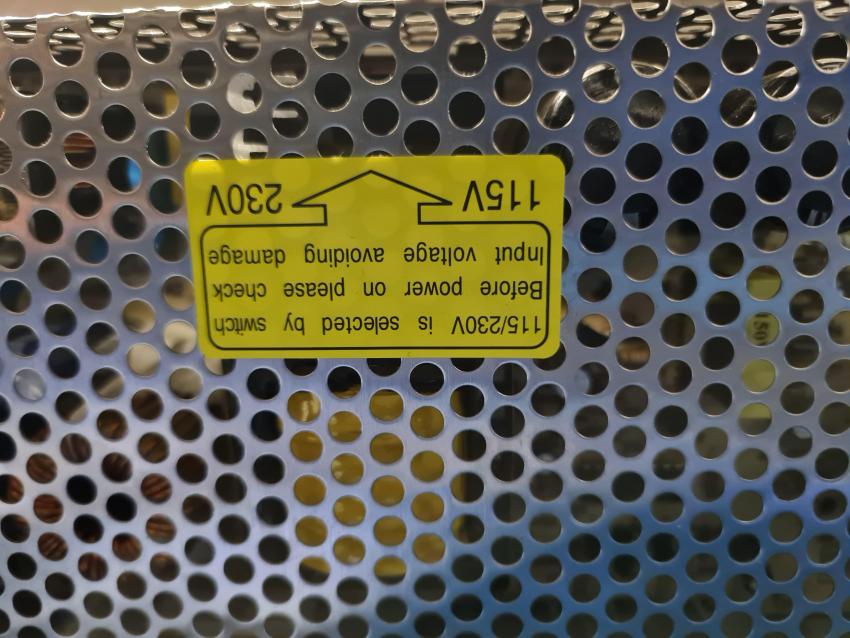 115/230V is selected by switch
Before power on please check
Input voltage avoiding damage
115V 230V